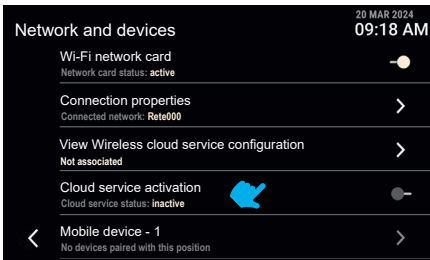 20 MAR 2024
Network and devices 09:18 AM
Wi-Fi network card
Network card status: active
Connection properties
Connected network: Rete000
View Wireless cloud service configuration
Not associated
Cloud service activation
Cloud service status: inactive
Mobile device - 1
No devices paired with this position